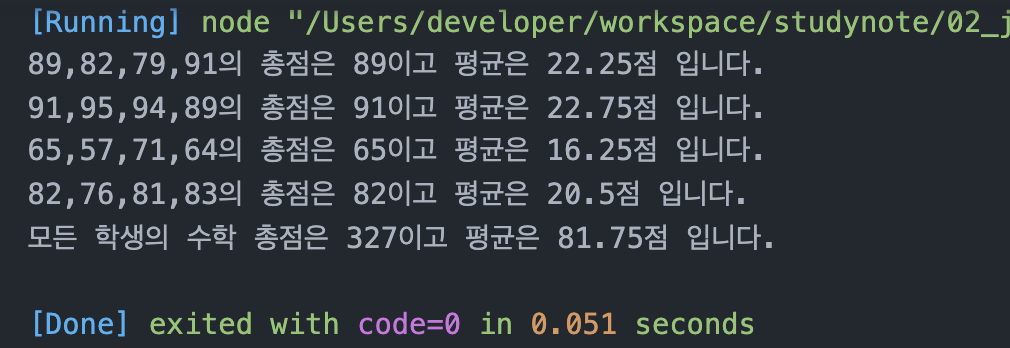 [Running] node "/Users/developer/workspace/studynote/02_j
89,82,79,91의 총점은 89이고 평균은 22.25점 입니다.
91,95,94,89의 총점은 91이고 평균은 22.75점 입니다.
65,57,71,64의 총점은 65이고 평균은 16.25점 입니다.
82,76,81,83의 총점은 82이고 평균은 20.5점 입니다.
모든 학생의 수학 총점은 327이고 평균은 81.75점 입니다.
[Done] exited with code=0 in 0.051 seconds